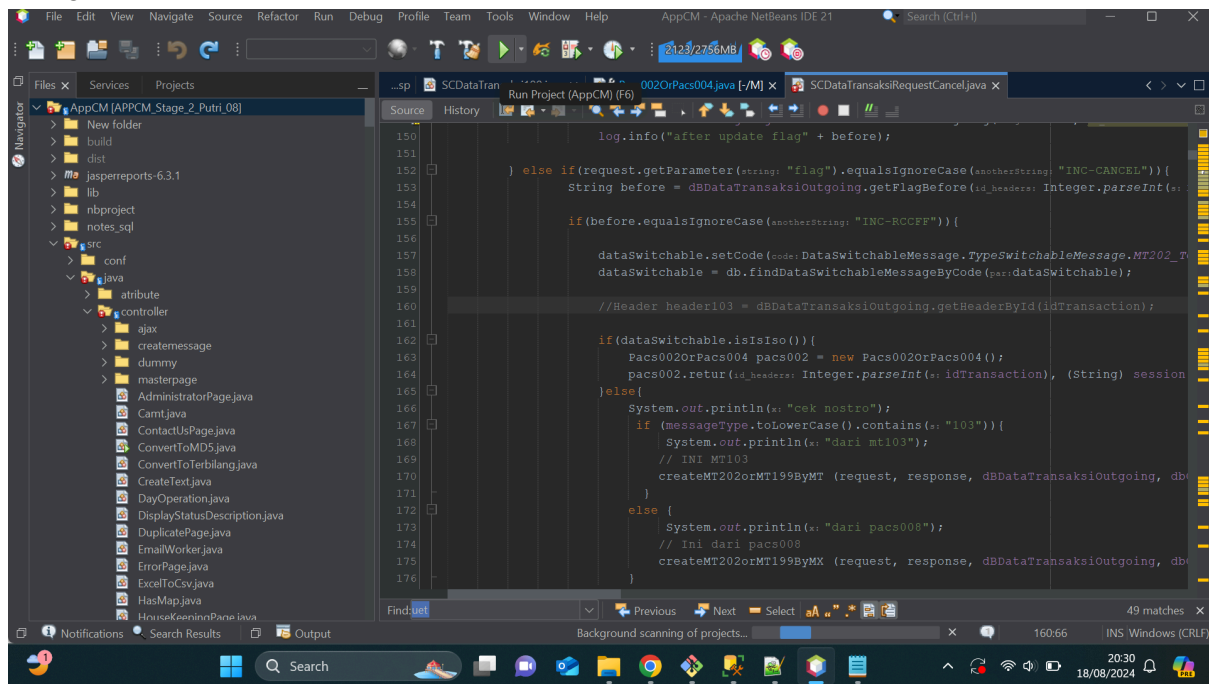 File Edit View Navigate Source Refactor Run Debug Profile Team Tools Window Help AppCM - Apache NetBeans IDE 21 Search (Ctrl+I)
2123/2756MB
Files Services Projects
...sp SCDataTran 002OrPacs004.java [-/M] SCDataTransaksiRequestCancel.java
Run Project (AppCM) (F6)
Source History
Navigator
AppCM [APPCM_Stage_2_Putri_08]
New folder
build
dist
jasperreports-6.3.1
lib
nbproject
notes_sql
src
conf
java
atribute
controller
ajax
createmessage
dummy
masterpage
AdministratorPage.java
Camt.java
ContactUsPage.java
ConvertToMD5.java
ConvertToTerbilang.java
CreateText.java
DayOperation.java
DisplayStatusDescription.java
DuplicatePage.java
EmailWorker.java
ErrorPage.java
ExcelToCsv.java
HasMap.java
HouseKeepingPage.java
150 log.info("after update flag" + before);
151
152 } else if(request.getParameter(string: "flag").equalsIgnoreCase(anotherString: "INC-CANCEL")){
153 String before = dBDataTransaksiOutgoing.getFlagBefore(id_headers: Integer.parseInt(s:
154
155 if(before.equalsIgnoreCase(anotherString: "INC-RCCFF")){
156
157 dataSwitchable.setCode(code: DataSwitchableMessage.TypeSwitchableMessage.MT202_T
158 dataSwitchable = db.findDataSwitchableMessageByCode(par:dataSwitchable);
159
160 //Header header103 = dBDataTransaksiOutgoing.getHeaderById(idTransaction);
161
162 if(dataSwitchable.isIsIso()){
163 Pacs002OrPacs004 pacs002 = new Pacs002OrPacs004();
164 pacs002.retur(id_headers: Integer.parseInt(s: idTransaction), (String) session
165 }else{
166 System.out.println(x: "cek nostro");
167 if (messageType.toLowerCase().contains(s: "103")){
168 System.out.println(x: "dari mt103");
169 // INI MT103
170 createMT202orMT199ByMT (request, response, dBDataTransaksiOutgoing, db
171 }
172 else {
173 System.out.println(x: "dari pacs008");
174 // Ini dari pacs008
175 createMT202orMT199ByMX (request, response, dBDataTransaksiOutgoing, db
176 }
Find: uet Previous Next Select 49 matches
Notifications Search Results Output Background scanning of projects... 160:66 INS Windows (CRLF)
Search
20:30
18/08/2024
PRE